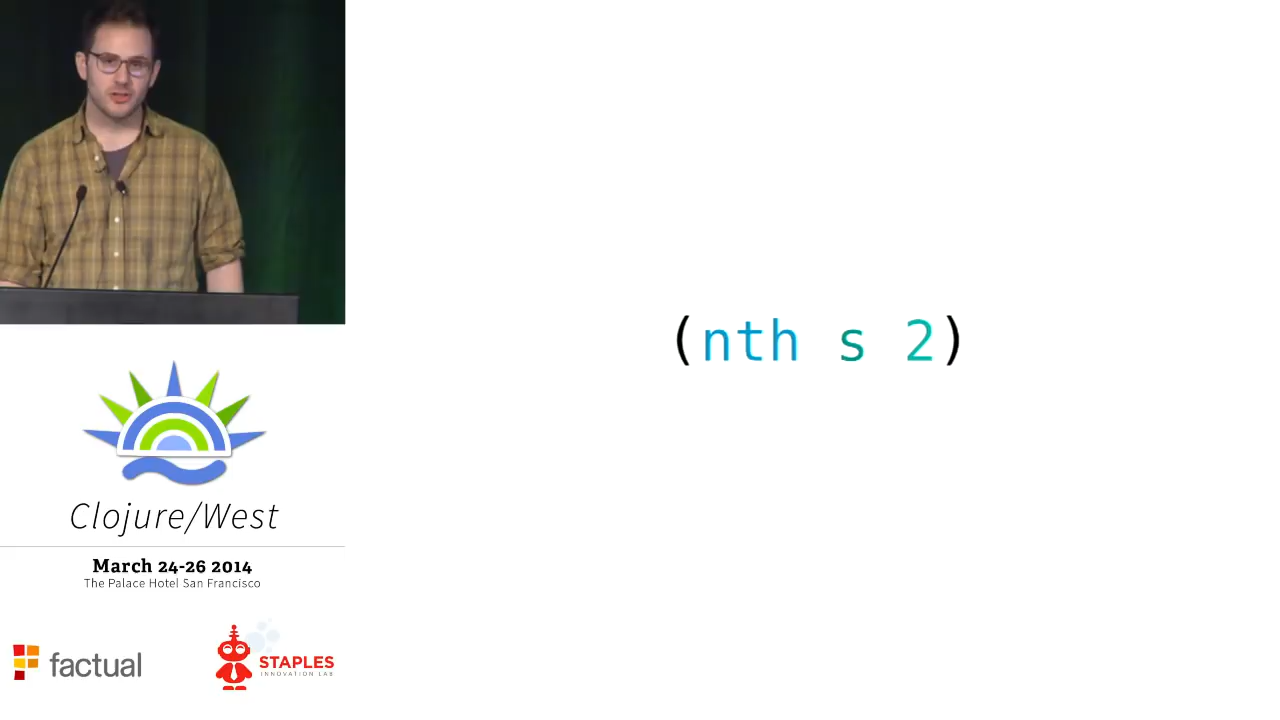 (nth s 2)
Clojure/West
March 24-26 2014
The Palace Hotel San Francisco
factual
STAPLES
INNOVATION LAB